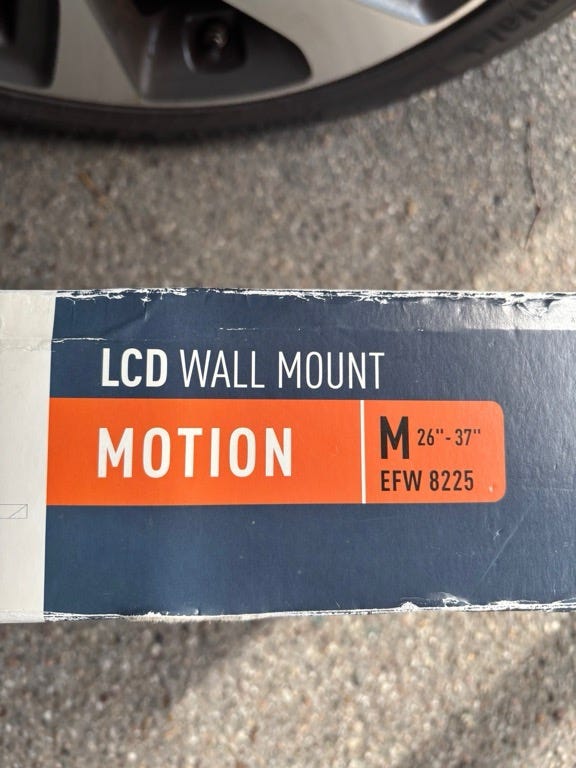 LCD WALL MOUNT
MOTION
M 26" - 37"
EFW 8225